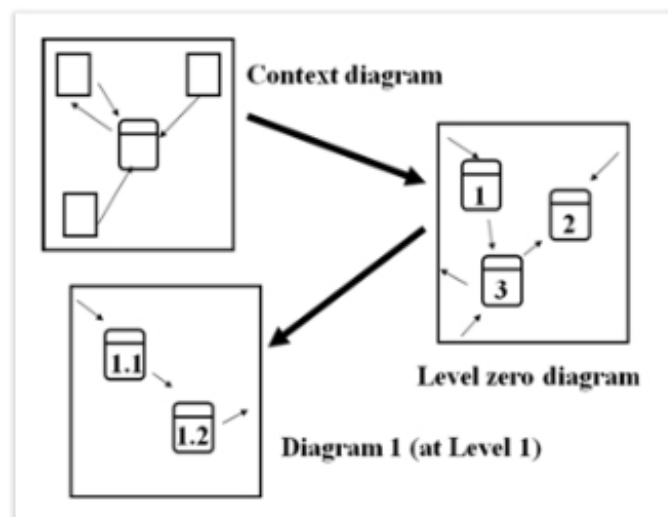 Context diagram
1
2
3
Level zero diagram
1.1
1.2
Diagram 1 (at Level 1)